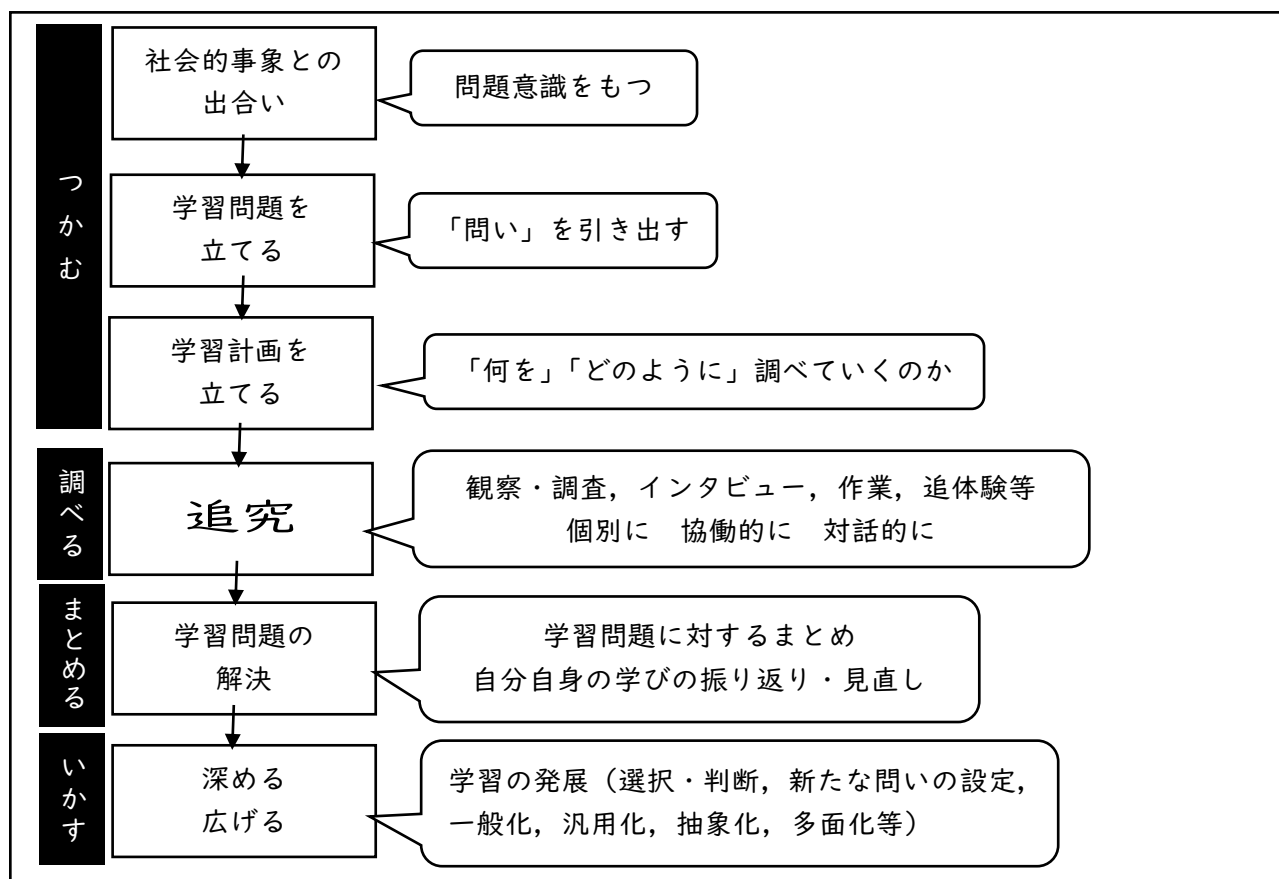 つかむ
社会的事象との
出合い
問題意識をもつ
学習問題を
立てる
「問い」を引き出す
学習計画を
立てる
「何を」「どのように」調べていくのか
調べる
追究
観察・調査，インタビュー，作業，追体験等
個別に　協働的に　対話的に
まとめる
学習問題の
解決
学習問題に対するまとめ
自分自身の学びの振り返り・見直し
いかす
深める
広げる
学習の発展（選択・判断，新たな問いの設定，
一般化，汎用化，抽象化，多面化等）